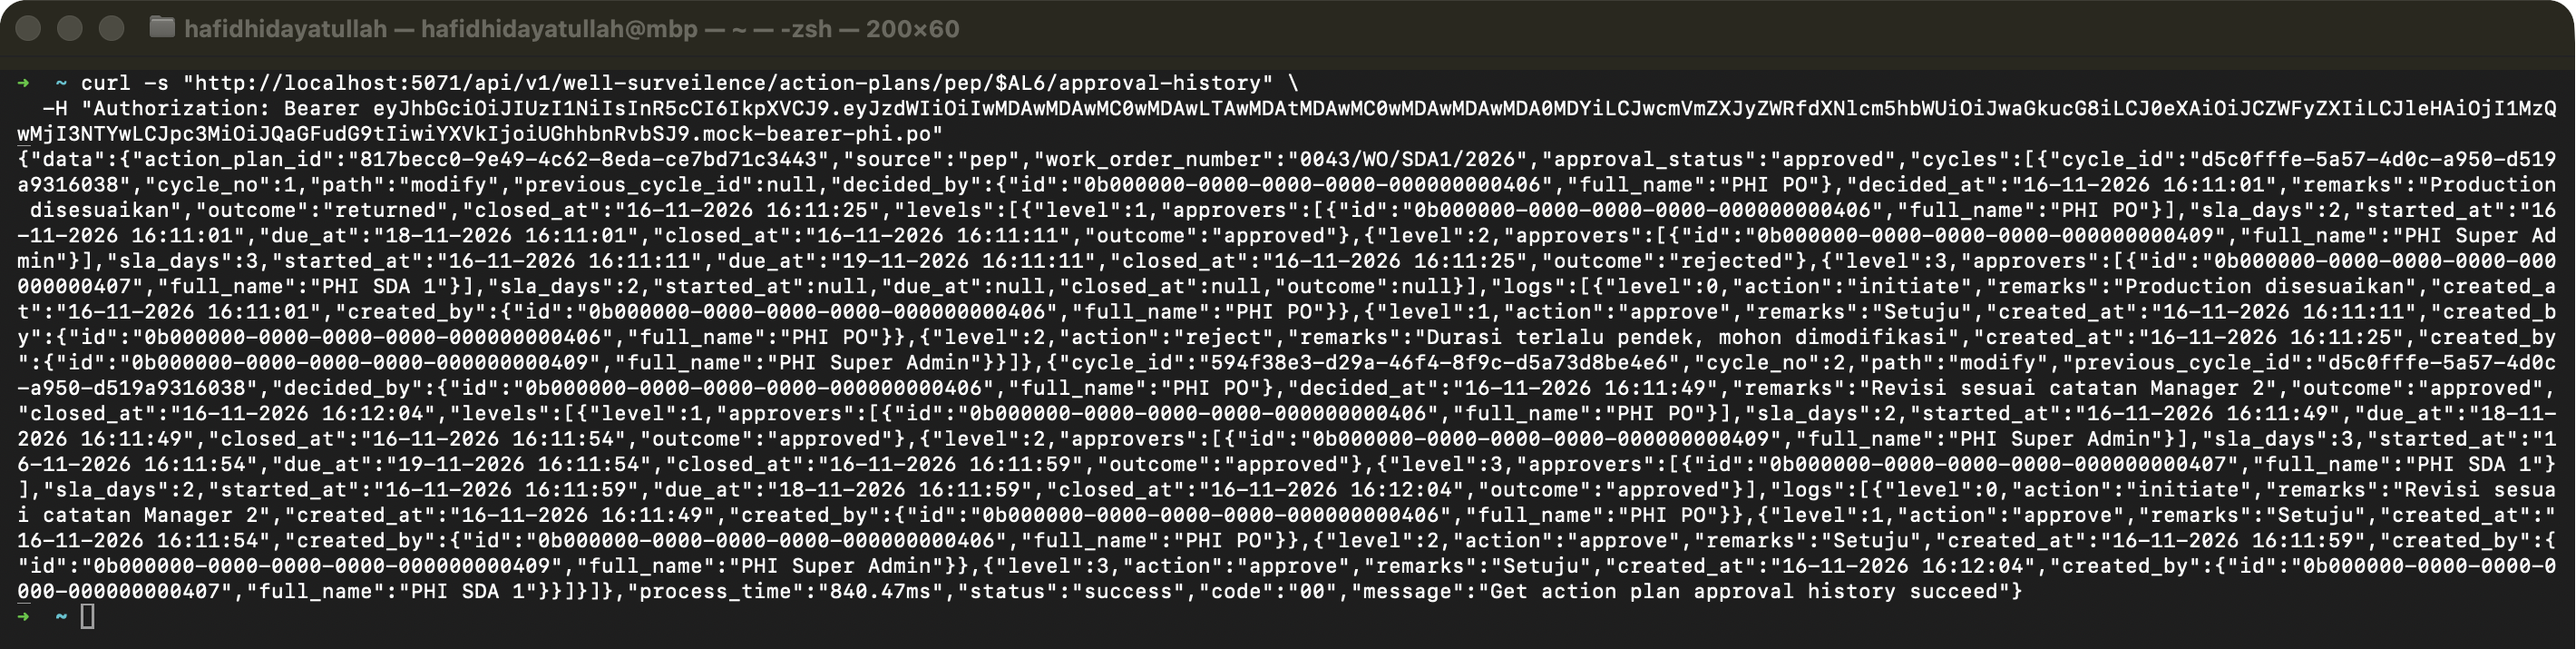 hafidhidayatullah — hafidhidayatullah@mbp — ~ — -zsh — 200×60
➜  ~ curl -s "http://localhost:5071/api/v1/well-surveilence/action-plans/pep/$AL6/approval-history" \
  -H "Authorization: Bearer eyJhbGciOiJIUzI1NiIsInR5cCI6IkpXVCJ9.eyJzdWIiOiIwMDAwMDAwMC0wMDAwLTAwMDAtMDAwMC0wMDAwMDAwMDA0MDYiLCJwcmVmZXJyZWRfdXNlcm5hbWUiOiJwaGkucG8iLCJ0eXAiOiJCZWFyZXIiLCJleHAiOjI1MzQ
wMjI3NTYwLCJpc3MiOiJQaGFudG9tIiwiYXVkIjoiUGhhbnRvbSJ9.mock-bearer-phi.po"
{"data":{"action_plan_id":"817becc0-9e49-4c62-8eda-ce7bd71c3443","source":"pep","work_order_number":"0043/WO/SDA1/2026","approval_status":"approved","cycles":[{"cycle_id":"d5c0fffe-5a57-4d0c-a950-d519
a9316038","cycle_no":1,"path":"modify","previous_cycle_id":null,"decided_by":{"id":"0b000000-0000-0000-0000-000000000406","full_name":"PHI PO"},"decided_at":"16-11-2026 16:11:01","remarks":"Production
 disesuaikan","outcome":"returned","closed_at":"16-11-2026 16:11:25","levels":[{"level":1,"approvers":[{"id":"0b000000-0000-0000-0000-000000000406","full_name":"PHI PO"}],"sla_days":2,"started_at":"16
-11-2026 16:11:01","due_at":"18-11-2026 16:11:01","closed_at":"16-11-2026 16:11:11","outcome":"approved"},{"level":2,"approvers":[{"id":"0b000000-0000-0000-0000-000000000409","full_name":"PHI Super Ad
min"}],"sla_days":3,"started_at":"16-11-2026 16:11:11","due_at":"19-11-2026 16:11:11","closed_at":"16-11-2026 16:11:25","outcome":"rejected"},{"level":3,"approvers":[{"id":"0b000000-0000-0000-0000-000
000000407","full_name":"PHI SDA 1"}],"sla_days":2,"started_at":null,"due_at":null,"closed_at":null,"outcome":null}],"logs":[{"level":0,"action":"initiate","remarks":"Production disesuaikan","created_a
t":"16-11-2026 16:11:01","created_by":{"id":"0b000000-0000-0000-0000-000000000406","full_name":"PHI PO"}},{"level":1,"action":"approve","remarks":"Setuju","created_at":"16-11-2026 16:11:11","created_b
y":{"id":"0b000000-0000-0000-0000-000000000406","full_name":"PHI PO"}},{"level":2,"action":"reject","remarks":"Durasi terlalu pendek, mohon dimodifikasi","created_at":"16-11-2026 16:11:25","created_by
":{"id":"0b000000-0000-0000-0000-000000000409","full_name":"PHI Super Admin"}}]},{"cycle_id":"594f38e3-d29a-46f4-8f9c-d5a73d8be4e6","cycle_no":2,"path":"modify","previous_cycle_id":"d5c0fffe-5a57-4d0c
-a950-d519a9316038","decided_by":{"id":"0b000000-0000-0000-0000-000000000406","full_name":"PHI PO"},"decided_at":"16-11-2026 16:11:49","remarks":"Revisi sesuai catatan Manager 2","outcome":"approved",
"closed_at":"16-11-2026 16:12:04","levels":[{"level":1,"approvers":[{"id":"0b000000-0000-0000-0000-000000000406","full_name":"PHI PO"}],"sla_days":2,"started_at":"16-11-2026 16:11:49","due_at":"18-11-
2026 16:11:49","closed_at":"16-11-2026 16:11:54","outcome":"approved"},{"level":2,"approvers":[{"id":"0b000000-0000-0000-0000-000000000409","full_name":"PHI Super Admin"}],"sla_days":3,"started_at":"1
6-11-2026 16:11:54","due_at":"19-11-2026 16:11:54","closed_at":"16-11-2026 16:11:59","outcome":"approved"},{"level":3,"approvers":[{"id":"0b000000-0000-0000-0000-000000000407","full_name":"PHI SDA 1"}
],"sla_days":2,"started_at":"16-11-2026 16:11:59","due_at":"18-11-2026 16:11:59","closed_at":"16-11-2026 16:12:04","outcome":"approved"}],"logs":[{"level":0,"action":"initiate","remarks":"Revisi sesua
i catatan Manager 2","created_at":"16-11-2026 16:11:49","created_by":{"id":"0b000000-0000-0000-0000-000000000406","full_name":"PHI PO"}},{"level":1,"action":"approve","remarks":"Setuju","created_at":"
16-11-2026 16:11:54","created_by":{"id":"0b000000-0000-0000-0000-000000000406","full_name":"PHI PO"}},{"level":2,"action":"approve","remarks":"Setuju","created_at":"16-11-2026 16:11:59","created_by":{
"id":"0b000000-0000-0000-0000-000000000409","full_name":"PHI Super Admin"}},{"level":3,"action":"approve","remarks":"Setuju","created_at":"16-11-2026 16:12:04","created_by":{"id":"0b000000-0000-0000-0
000-000000000407","full_name":"PHI SDA 1"}}]}]},"process_time":"840.47ms","status":"success","code":"00","message":"Get action plan approval history succeed"}
➜  ~